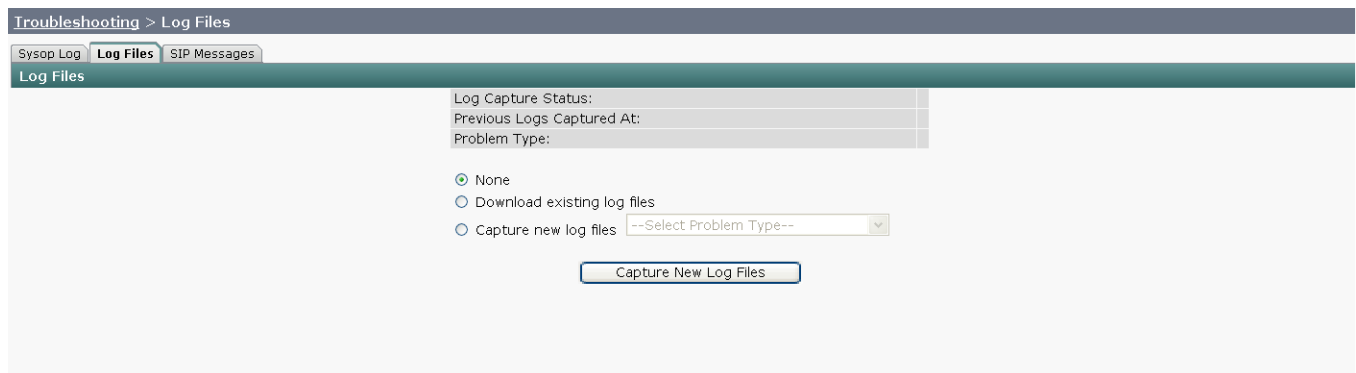 Troubleshooting > Log Files
Sysop Log Log Files SIP Messages
Log Files
Log Capture Status:
Previous Logs Captured At:
Problem Type:
None
Download existing log files
Capture new log files --Select Problem Type--
Capture New Log Files